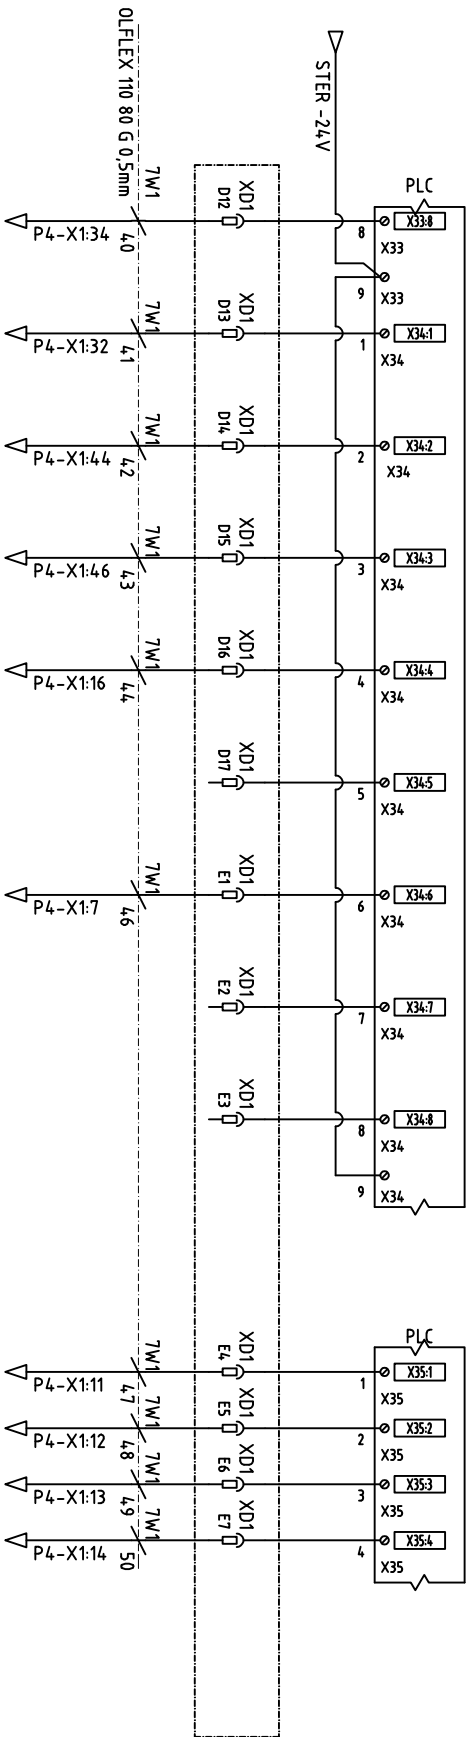 OLFLEX 110 80 G 0,5mm
STER -24V
PLC
7W1
XD1
D12
X33:8
P4-X1:34
40
8
X33
9
X33
7W1
XD1
D13
X34:1
P4-X1:32
41
1
X34
7W1
XD1
D14
X34:2
P4-X1:44
42
2
X34
7W1
XD1
D15
X34:3
P4-X1:46
43
3
X34
7W1
XD1
D16
X34:4
P4-X1:16
44
4
X34
XD1
D17
X34:5
5
X34
7W1
XD1
E1
X34:6
P4-X1:7
46
6
X34
XD1
E2
X34:7
7
X34
XD1
E3
X34:8
8
X34
9
X34
PLC
7W1
XD1
E4
X35:1
P4-X1:11
47
1
X35
7W1
XD1
E5
X35:2
P4-X1:12
48
2
X35
7W1
XD1
E6
X35:3
P4-X1:13
49
3
X35
7W1
XD1
E7
X35:4
P4-X1:14
50
4
X35